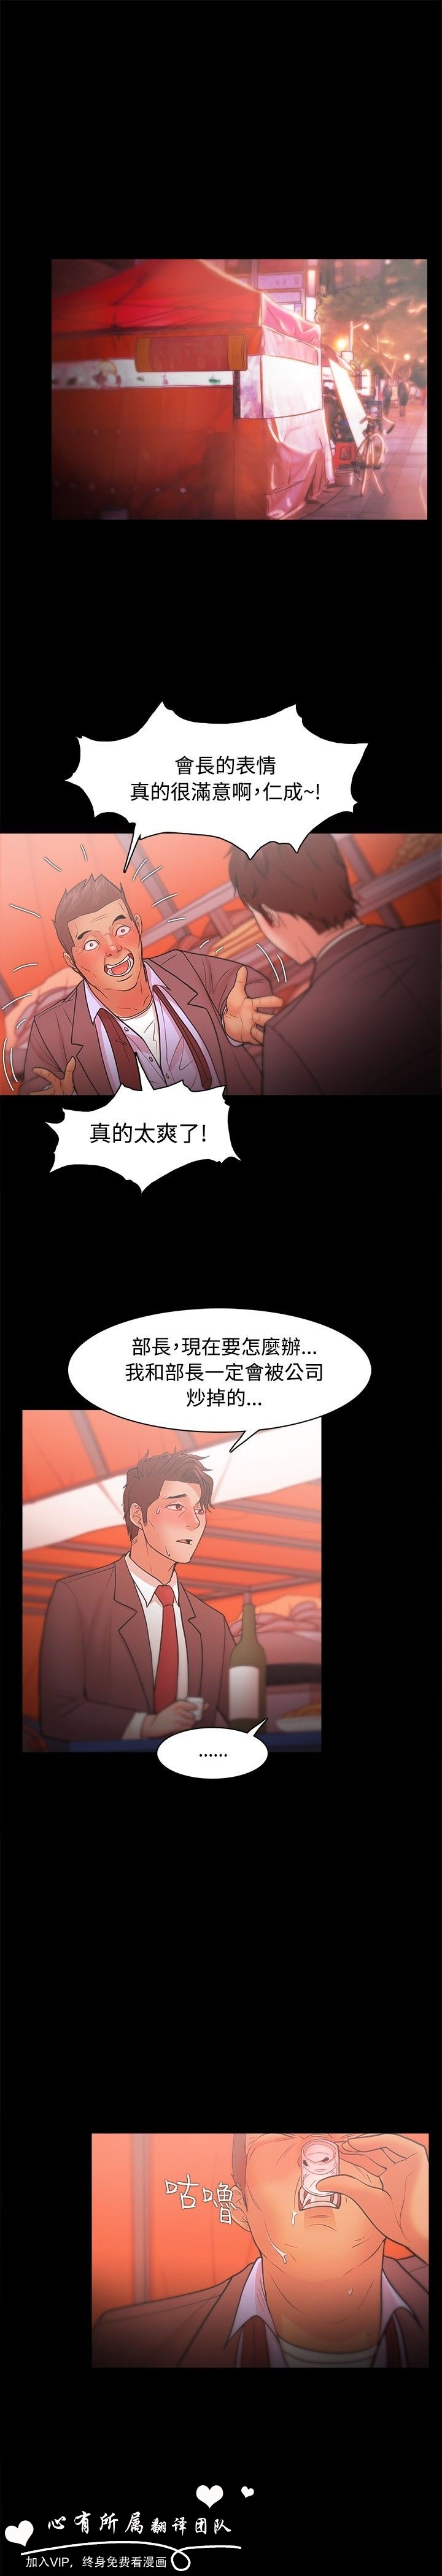 會長的表情
真的很滿意啊,仁成~!
真的太爽了!
部長,現在要怎麼辦...
我和部長一定會被公司
炒掉的...
......
咕嚕
心有所属翻译团队
加入VIP，终身免费看漫画